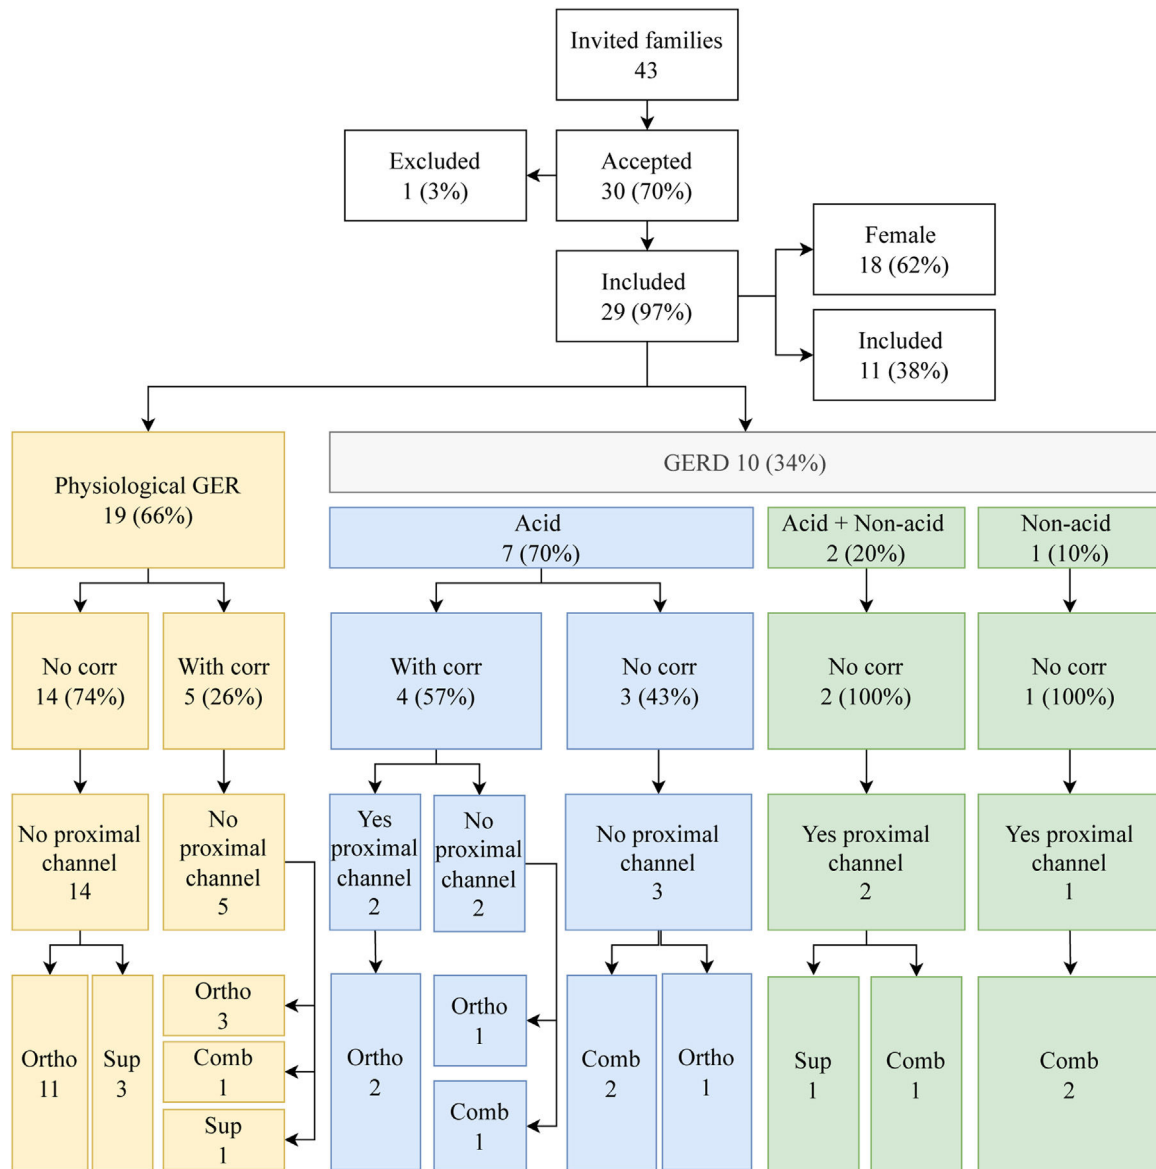 Invited families
43
Excluded
1 (3%)
Accepted
30 (70%)
Included
29 (97%)
Female
18 (62%)
Included
11 (38%)
Physiological GER
19 (66%)
GERD 10 (34%)
Acid
7 (70%)
Acid + Non-acid
2 (20%)
Non-acid
1 (10%)
No corr
14 (74%)
With corr
5 (26%)
With corr
4 (57%)
No corr
3 (43%)
No corr
2 (100%)
No corr
1 (100%)
No proximal
channel
14
No
proximal
channel
5
Yes
proximal
channel
2
No
proximal
channel
2
No proximal
channel
3
Yes proximal
channel
2
Yes proximal
channel
1
Ortho
11
Sup
3
Ortho
3
Comb
1
Sup
1
Ortho
2
Ortho
1
Comb
1
Comb
2
Ortho
1
Sup
1
Comb
1
Comb
2